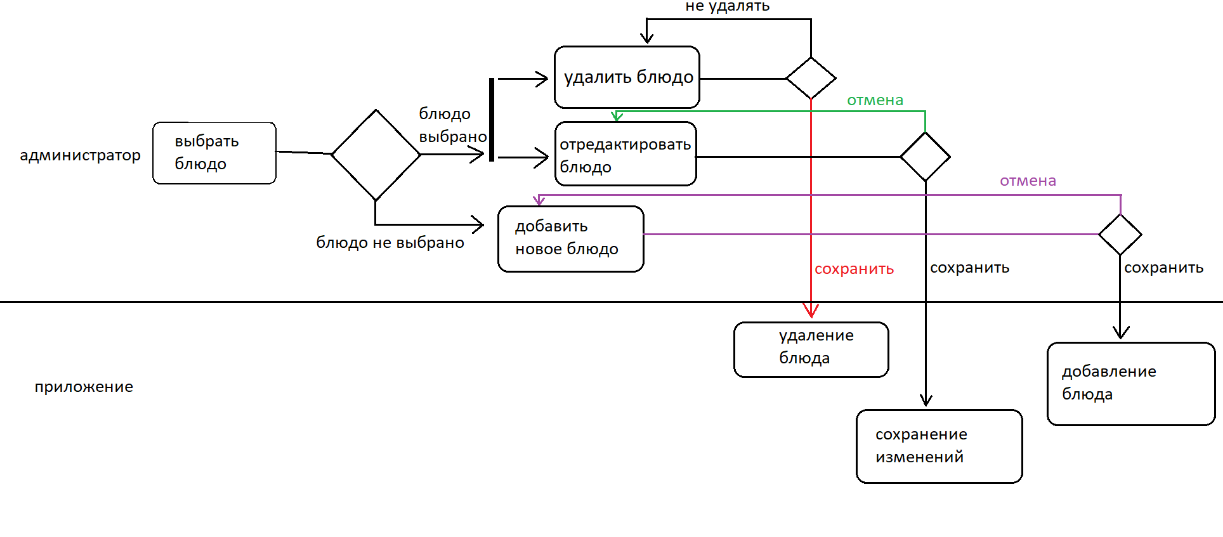 не удалять
удалить блюдо
отмена
блюдо
выбрано
администратор
выбрать
блюдо
отредактировать
блюдо
отмена
добавить
новое блюдо
блюдо не выбрано
сохранить
сохранить
сохранить
удаление
блюда
приложение
добавление
блюда
сохранение
изменений